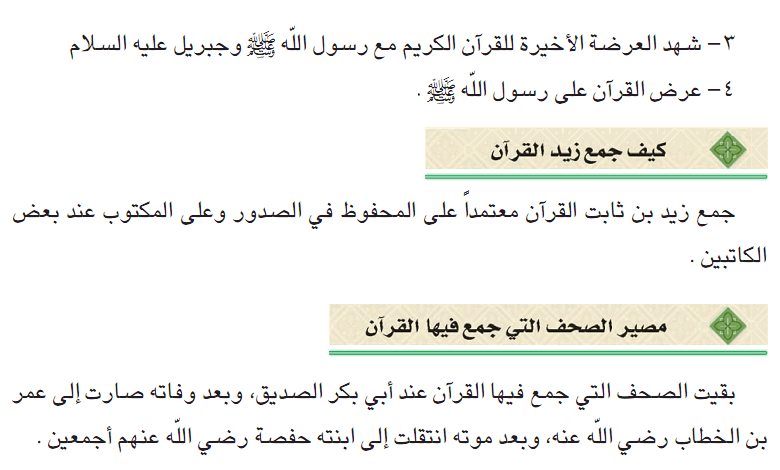 ٣- شهد العرضة الأخيرة للقرآن الكريم مع رسول اللّه ﷺ وجبريل عليه السلام
٤- عرض القرآن على رسول اللّه ﷺ .
كيف جمع زيد القرآن
جمع زيد بن ثابت القرآن معتمداً على المحفوظ في الصدور وعلى المكتوب عند بعض
الكاتبين .
مصير الصحف التي جمع فيها القرآن
بقيت الصحف التي جمع فيها القرآن عند أبي بكر الصديق، وبعد وفاته صارت إلى عمر
بن الخطاب رضي اللّه عنه، وبعد موته انتقلت إلى ابنته حفصة رضي اللّه عنهم أجمعين .